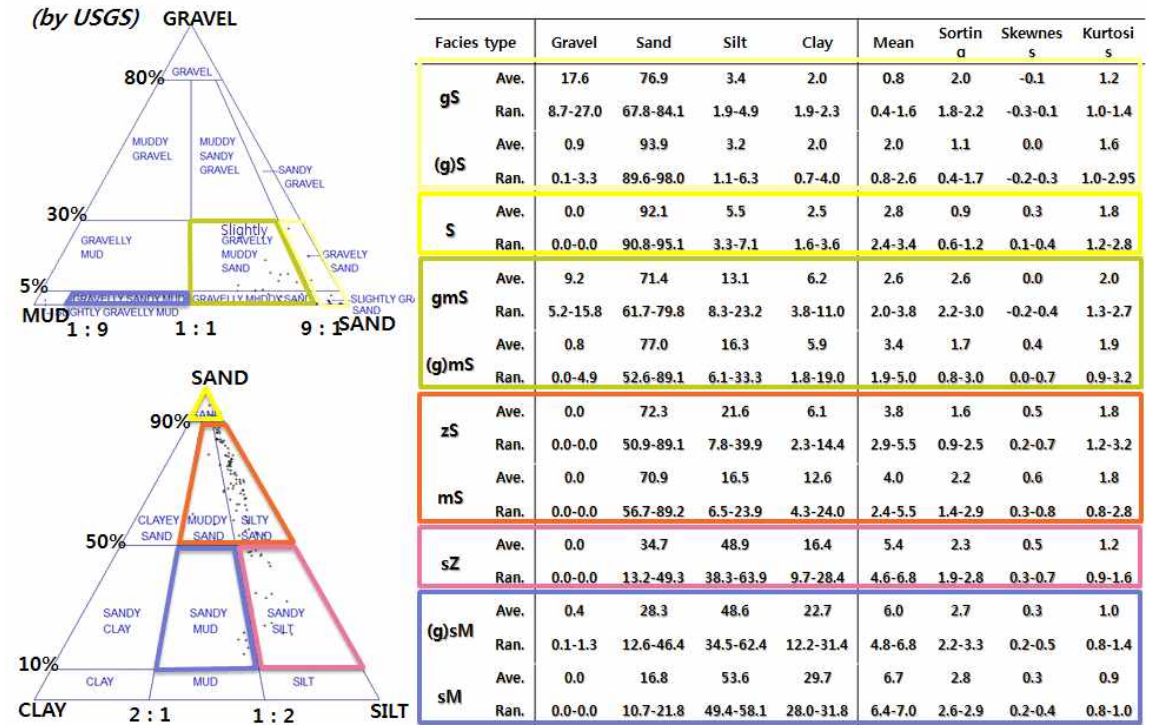 (by USGS) GRAVEL
80%
GRAVEL
MUDDY
GRAVEL
MUDDY
SANDY
GRAVEL
SANDY
GRAVEL
30%
GRAVELLY
MUD
Slightly
GRAVELLY
MUDDY
SAND
GRAVELY
SAND
5%
GRAVELLY SANDY MUD
GRAVELLY MUDDY SAND
SLIGHTLY GR
SAND
MUD
SLIGHTLY GRAVELLY MUD
1 : 9
1 : 1
9 : 1
SAND
SAND
90%
SAND
CLAYEY
SAND
MUDDY
SAND
SILTY
SAND
50%
SANDY
CLAY
SANDY
MUD
SANDY
SILT
10%
CLAY
MUD
SILT
CLAY
2 : 1
1 : 2
SILT
Facies type Gravel Sand Silt Clay Mean Sorting Skewness Kurtosis
gS
Ave. 17.6 76.9 3.4 2.0 0.8 2.0 -0.1 1.2
Ran. 8.7-27.0 67.8-84.1 1.9-4.9 1.9-2.3 0.4-1.6 1.8-2.2 -0.3-0.1 1.0-1.4
(g)S
Ave. 0.9 93.9 3.2 2.0 2.0 1.1 0.0 1.6
Ran. 0.1-3.3 89.6-98.0 1.1-6.3 0.7-4.0 0.8-2.6 0.4-1.7 -0.2-0.3 1.0-2.95
S
Ave. 0.0 92.1 5.5 2.5 2.8 0.9 0.3 1.8
Ran. 0.0-0.0 90.8-95.1 3.3-7.1 1.6-3.6 2.4-3.4 0.6-1.2 0.1-0.4 1.2-2.8
gmS
Ave. 9.2 71.4 13.1 6.2 2.6 2.6 0.0 2.0
Ran. 5.2-15.8 61.7-79.8 8.3-23.2 3.8-11.0 2.0-3.8 2.2-3.0 -0.2-0.4 1.3-2.7
(g)mS
Ave. 0.8 77.0 16.3 5.9 3.4 1.7 0.4 1.9
Ran. 0.0-4.9 52.6-89.1 6.1-33.3 1.8-19.0 1.9-5.0 0.8-3.0 0.0-0.7 0.9-3.2
zS
Ave. 0.0 72.3 21.6 6.1 3.8 1.6 0.5 1.8
Ran. 0.0-0.0 50.9-89.1 7.8-39.9 2.3-14.4 2.9-5.5 0.9-2.5 0.2-0.7 1.2-3.2
mS
Ave. 0.0 70.9 16.5 12.6 4.0 2.2 0.6 1.8
Ran. 0.0-0.0 56.7-89.2 6.5-23.9 4.3-24.0 2.4-5.5 1.4-2.9 0.3-0.8 0.8-2.8
sZ
Ave. 0.0 34.7 48.9 16.4 5.4 2.3 0.5 1.2
Ran. 0.0-0.0 13.2-49.3 38.3-63.9 9.7-28.4 4.6-6.8 1.9-2.8 0.3-0.7 0.9-1.6
(g)sM
Ave. 0.4 28.3 48.6 22.7 6.0 2.7 0.3 1.0
Ran. 0.1-1.3 12.6-46.4 34.5-62.4 12.2-31.4 4.8-6.8 2.2-3.3 0.2-0.5 0.8-1.4
sM
Ave. 0.0 16.8 53.6 29.7 6.7 2.8 0.3 0.9
Ran. 0.0-0.0 10.7-21.8 49.4-58.1 28.0-31.8 6.4-7.0 2.6-2.9 0.2-0.4 0.8-1.0